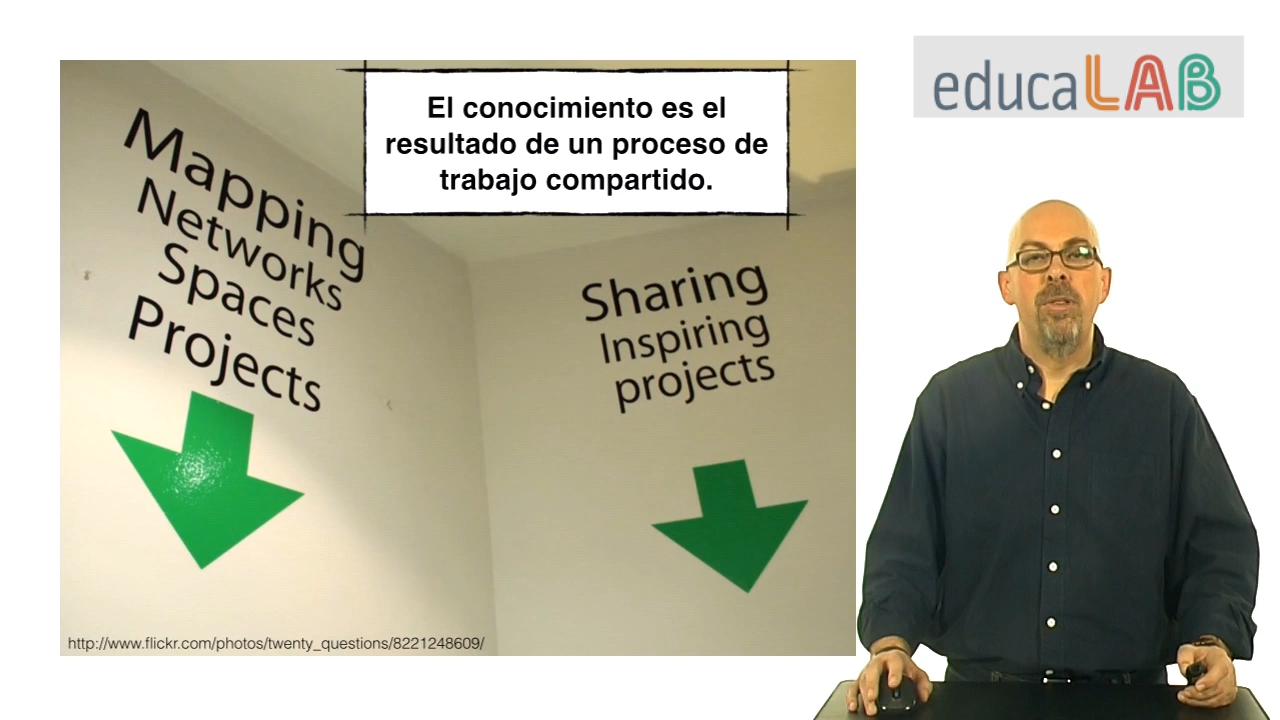 El conocimiento es el
resultado de un proceso de
trabajo compartido.
educaLAB
Mapping
Networks
Spaces
Projects
Sharing
Inspiring
projects
http://www.flickr.com/photos/twenty_questions/8221248609/